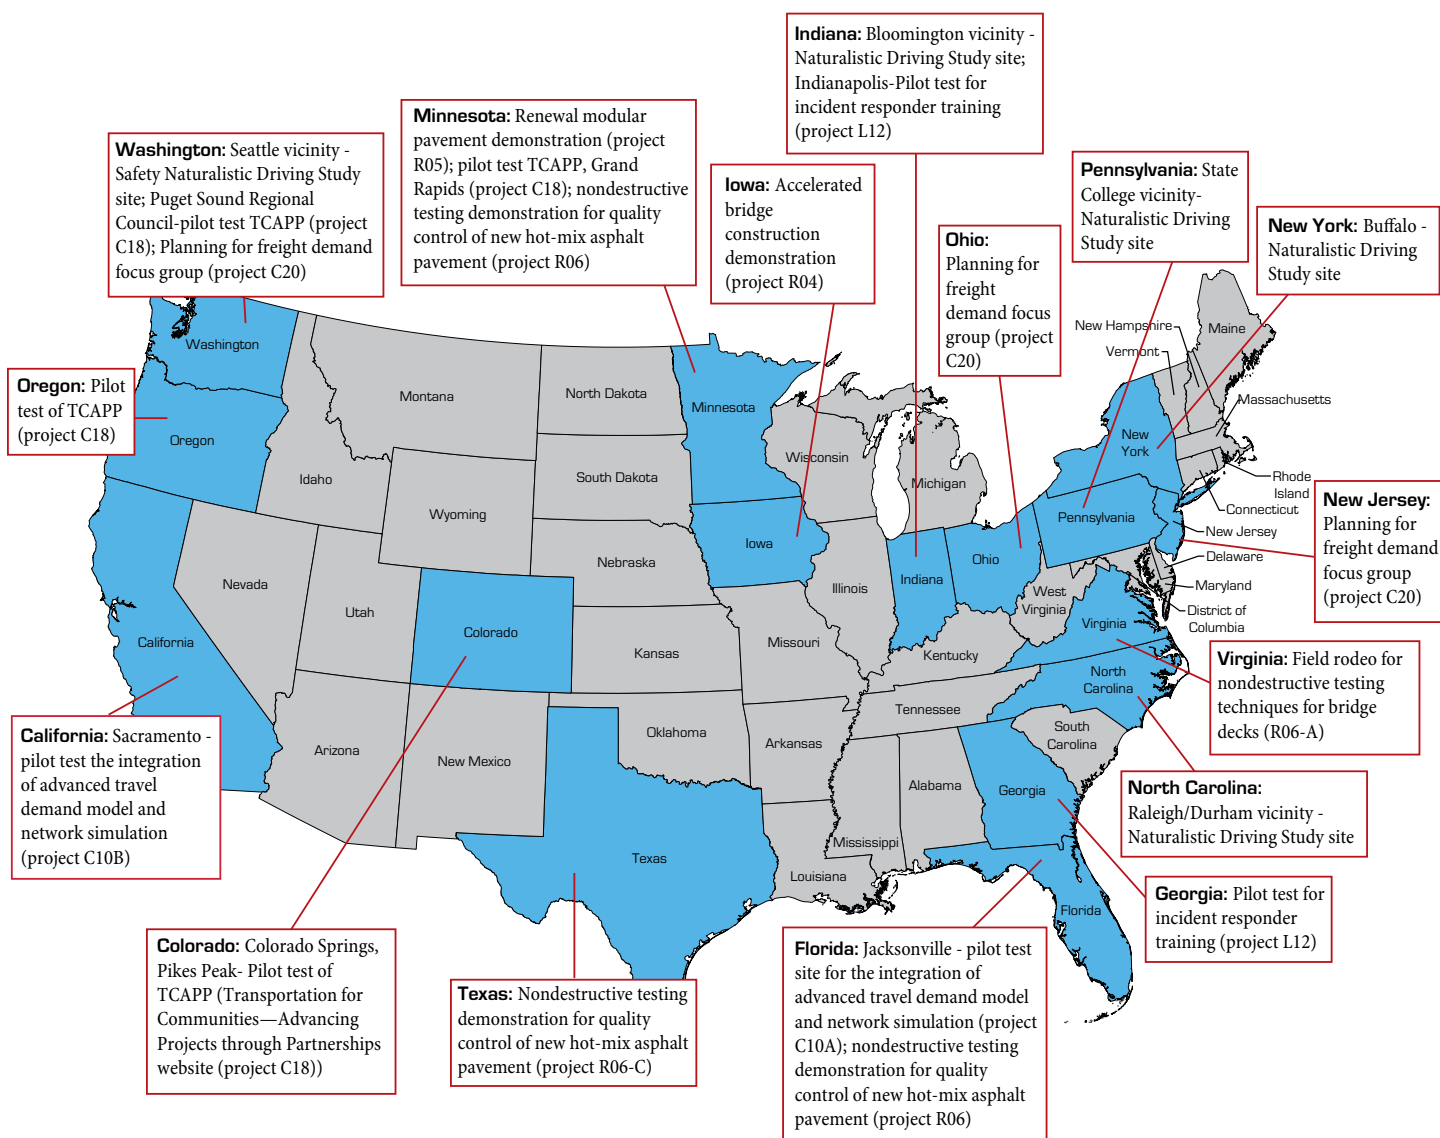 Indiana: Bloomington vicinity -
Naturalistic Driving Study site;
Indianapolis-Pilot test for
incident responder training
(project L12)
Minnesota: Renewal modular
pavement demonstration (project
R05); pilot test TCAPP, Grand
Rapids (project C18); nondestructive
testing demonstration for quality
control of new hot-mix asphalt
pavement (project R06)
Washington: Seattle vicinity -
Safety Naturalistic Driving Study
site; Puget Sound Regional
Council-pilot test TCAPP (project
C18); Planning for freight demand
focus group (project C20)
Iowa: Accelerated
bridge
construction
demonstration
(project R04)
Pennsylvania: State
College vicinity-
Naturalistic Driving
Study site
New York: Buffalo -
Naturalistic Driving
Study site
Ohio:
Planning for
freight
demand focus
group (project
C20)
Oregon: Pilot
test of TCAPP
(project C18)
New Jersey:
Planning for
freight demand
focus group
(project C20)
Virginia: Field rodeo for
nondestructive testing
techniques for bridge
decks (R06-A)
California: Sacramento -
pilot test the integration
of advanced travel
demand model and
network simulation
(project C10B)
North Carolina:
Raleigh/Durham vicinity -
Naturalistic Driving Study site
Georgia: Pilot test for
incident responder
training (project L12)
Colorado: Colorado Springs,
Pikes Peak- Pilot test of
TCAPP (Transportation for
Communities—Advancing
Projects through Partnerships
website (project C18))
Texas: Nondestructive testing
demonstration for quality
control of new hot-mix asphalt
pavement (project R06-C)
Florida: Jacksonville - pilot test
site for the integration of
advanced travel demand model
and network simulation (project
C10A); nondestructive testing
demonstration for quality
control of new hot-mix asphalt
pavement (project R06)
Washington
Oregon
California
Nevada
Idaho
Montana
Wyoming
Utah
Colorado
Arizona
New Mexico
North Dakota
South Dakota
Nebraska
Kansas
Oklahoma
Texas
Minnesota
Iowa
Missouri
Arkansas
Louisiana
Wisconsin
Illinois
Michigan
Indiana
Ohio
Kentucky
Tennessee
Mississippi
Alabama
Georgia
Florida
South
Carolina
North
Carolina
Virginia
West
Virginia
Pennsylvania
New
York
New Hampshire
Vermont
Maine
Massachusetts
Rhode
Island
Connecticut
New Jersey
Delaware
Maryland
District of
Columbia